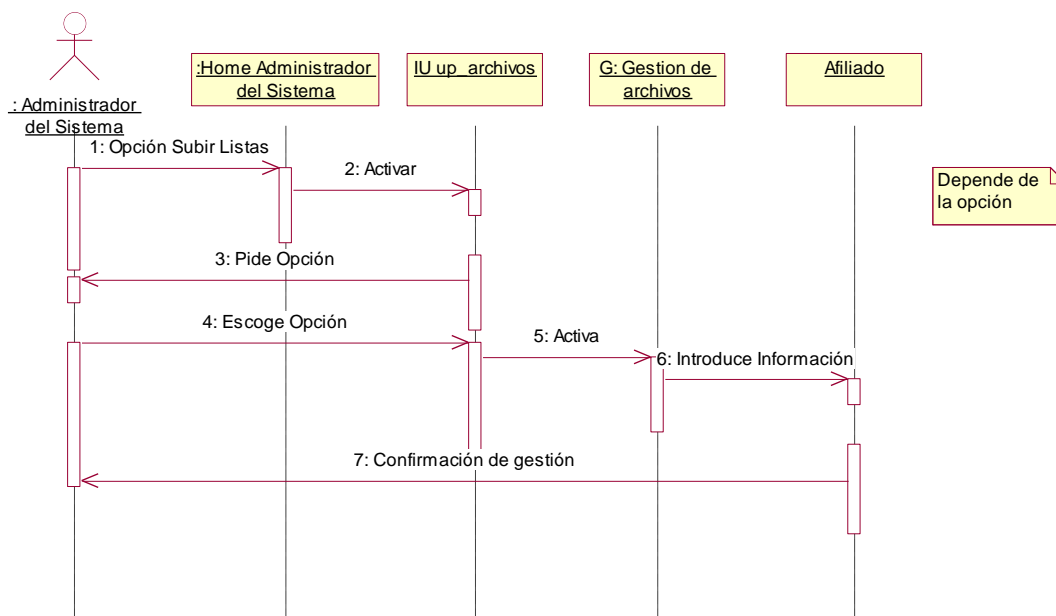 : Administrador
del Sistema
:Home Administrador
del Sistema
IU up_archivos
G: Gestion de
archivos
Afiliado
1: Opción Subir Listas
2: Activar
Depende de
la opción
3: Pide Opción
4: Escoge Opción
5: Activa
6: Introduce Información
7: Confirmación de gestión